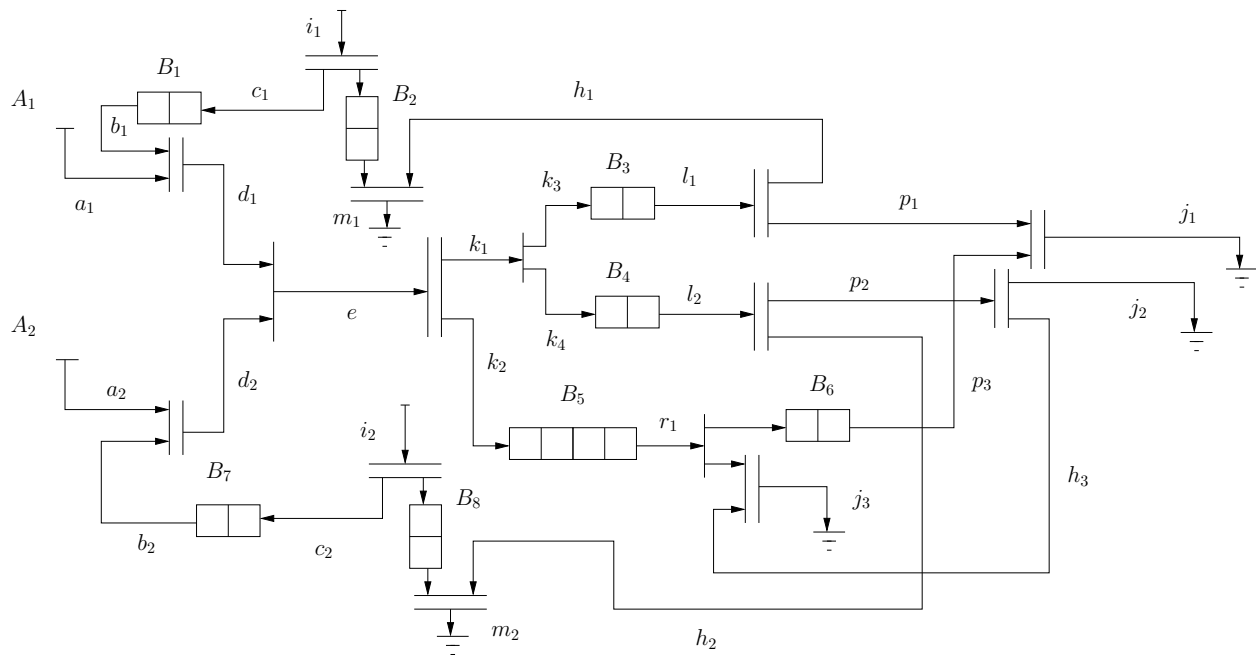 i₁
B₁
c₁
B₂
h₁
A₁
b₁
a₁
d₁
m₁
k₃
B₃
l₁
p₁
j₁
k₁
B₄
l₂
p₂
j₂
e
k₄
A₂
a₂
d₂
k₂
B₅
r₁
B₆
p₃
i₂
B₇
B₈
j₃
h₃
b₂
c₂
m₂
h₂